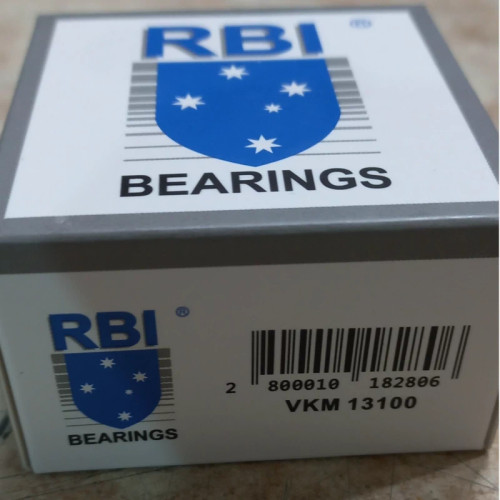 RBI ®
BEARINGS
RBI ®
BEARINGS
2 800010 182806
VKM 13100